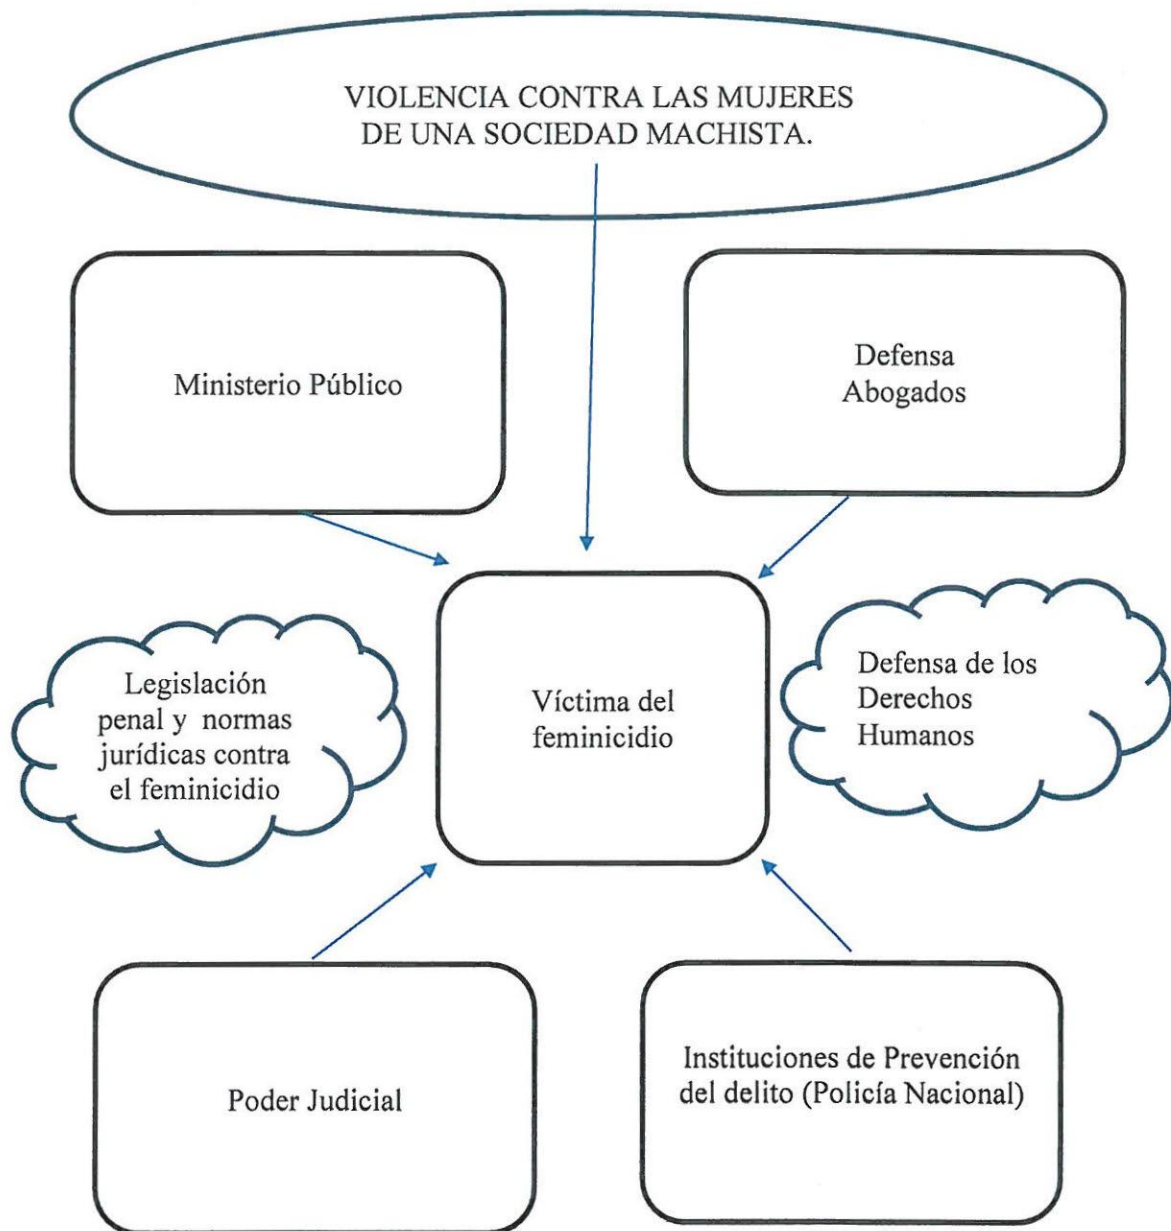 VIOLENCIA CONTRA LAS MUJERES
DE UNA SOCIEDAD MACHISTA.
Ministerio Público
Defensa
Abogados
Legislación
penal y normas
jurídicas contra
el feminicidio
Víctima del
feminicidio
Defensa de los
Derechos
Humanos
Poder Judicial
Instituciones de Prevención
del delito (Policía Nacional)